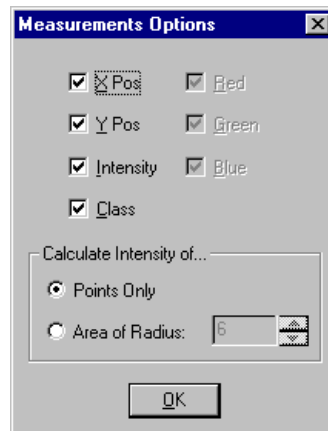 Measurements Options
X Pos Red
Y Pos Green
Intensity Blue
Class
Calculate Intensity of...
Points Only
Area of Radius: 6
OK